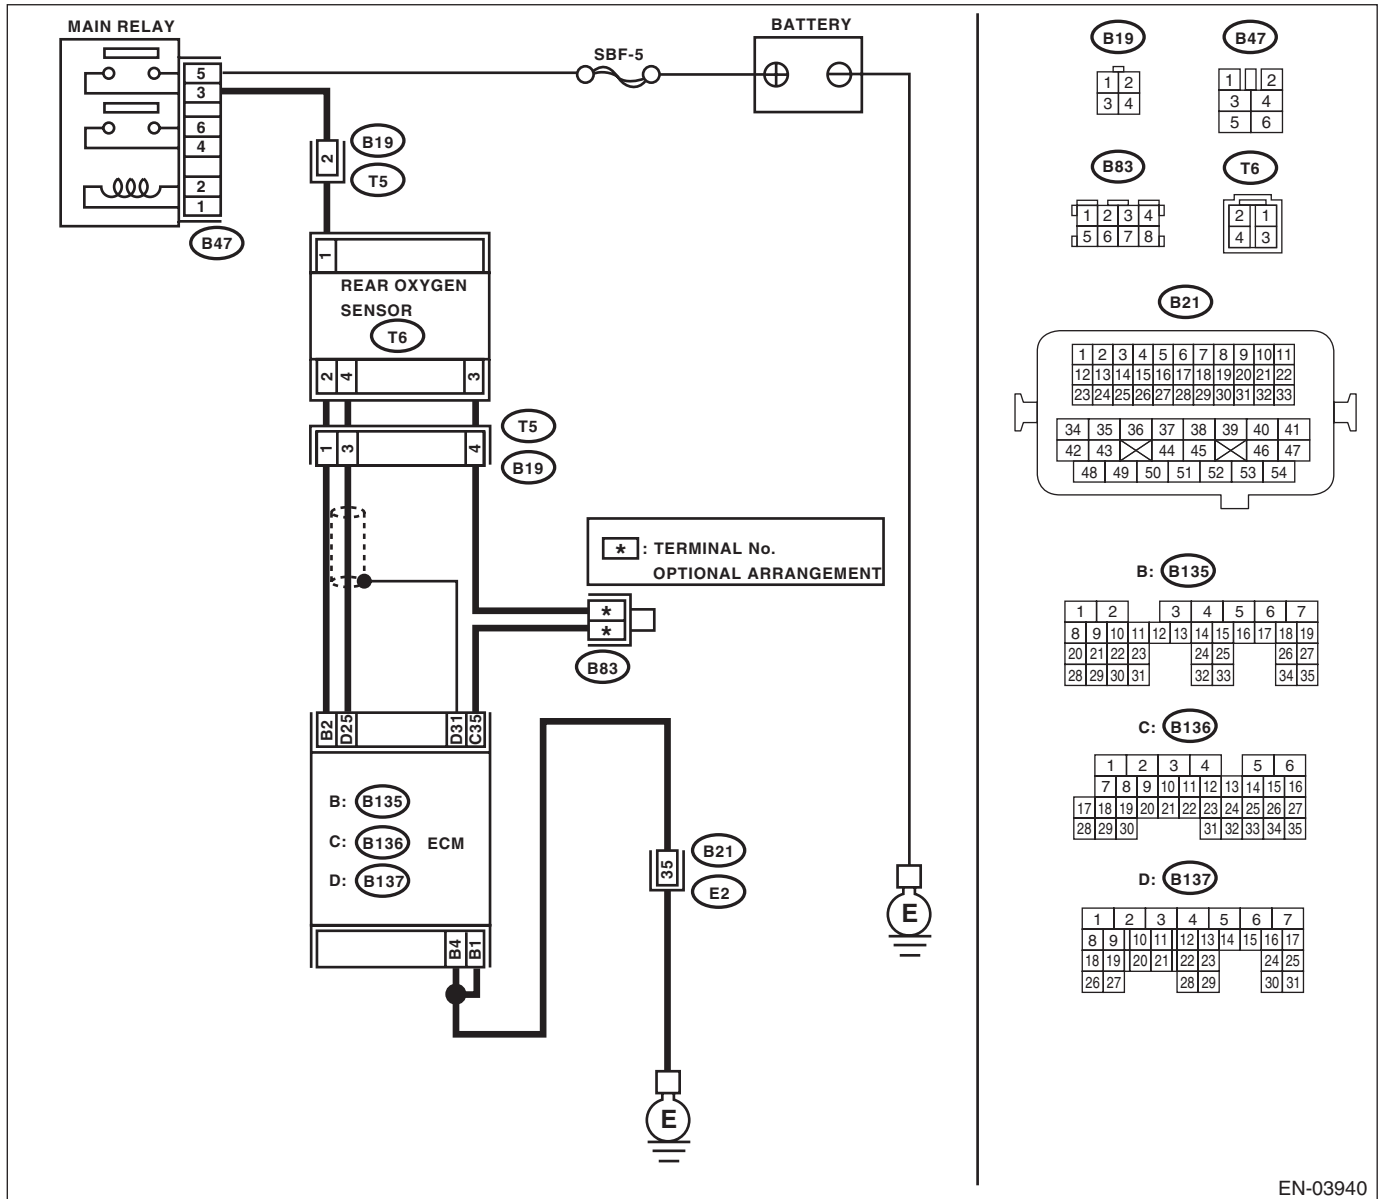 MAIN RELAY
BATTERY
SBF-5
5
3
6
4
2
1
B47
2
B19
T5
1
REAR OXYGEN
SENSOR
T6
2 4 3
T5
1 3 4
B19
* : TERMINAL No.
OPTIONAL ARRANGEMENT
*
*
B83
B2 D25 D31 C35
B: B135
C: B136 ECM
D: B137
B4 B1
35
B21
E2
E
E
B19
1 2
3 4
B47
1 2
3 4
5 6
B83
1 2 3 4
5 6 7 8
T6
2 1
4 3
B21
1 2 3 4 5 6 7 8 9 10 11
12 13 14 15 16 17 18 19 20 21 22
23 24 25 26 27 28 29 30 31 32 33
34 35 36 37 38 39 40 41
42 43 44 45 46 47
48 49 50 51 52 53 54
B: B135
1 2 3 4 5 6 7
8 9 10 11 12 13 14 15 16 17 18 19
20 21 22 23 24 25 26 27
28 29 30 31 32 33 34 35
C: B136
1 2 3 4 5 6
7 8 9 10 11 12 13 14 15 16
17 18 19 20 21 22 23 24 25 26 27
28 29 30 31 32 33 34 35
D: B137
1 2 3 4 5 6 7
8 9 10 11 12 13 14 15 16 17
18 19 20 21 22 23 24 25
26 27 28 29 30 31
EN-03940